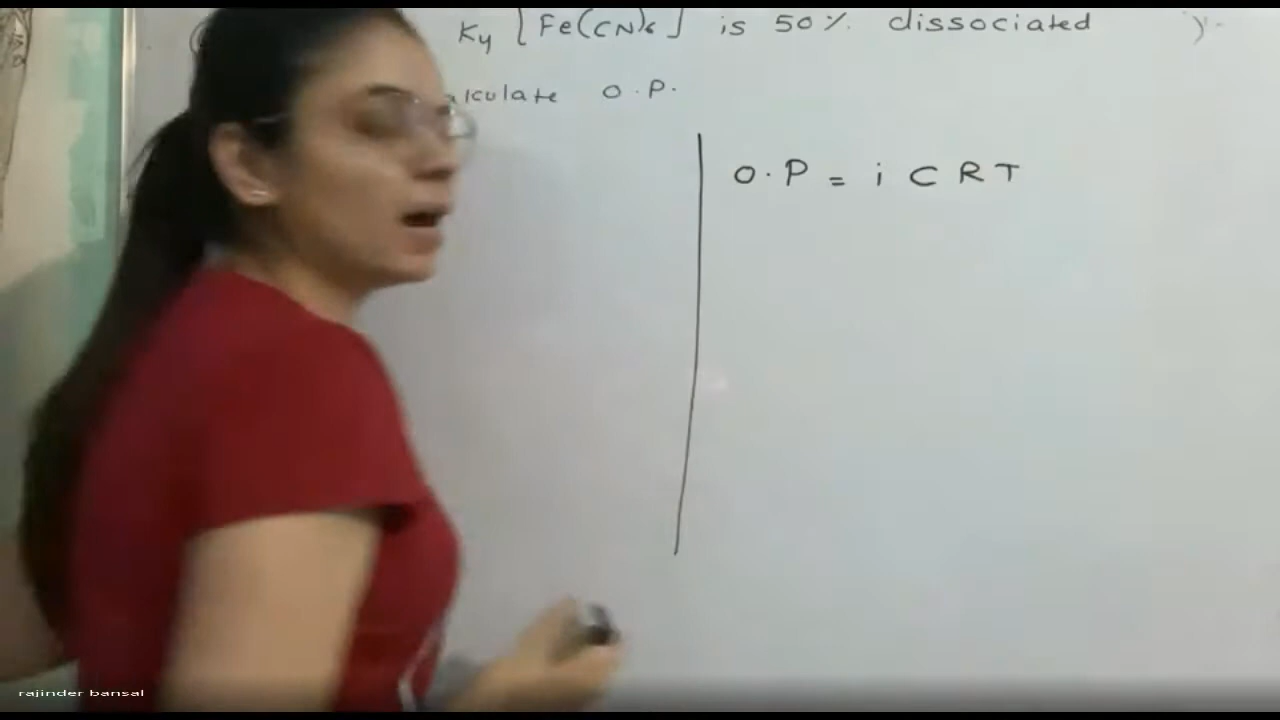 K4 [Fe(CN)6] is 50% dissociated
alculate O.P.
O.P = i C R T
rajinder bansal